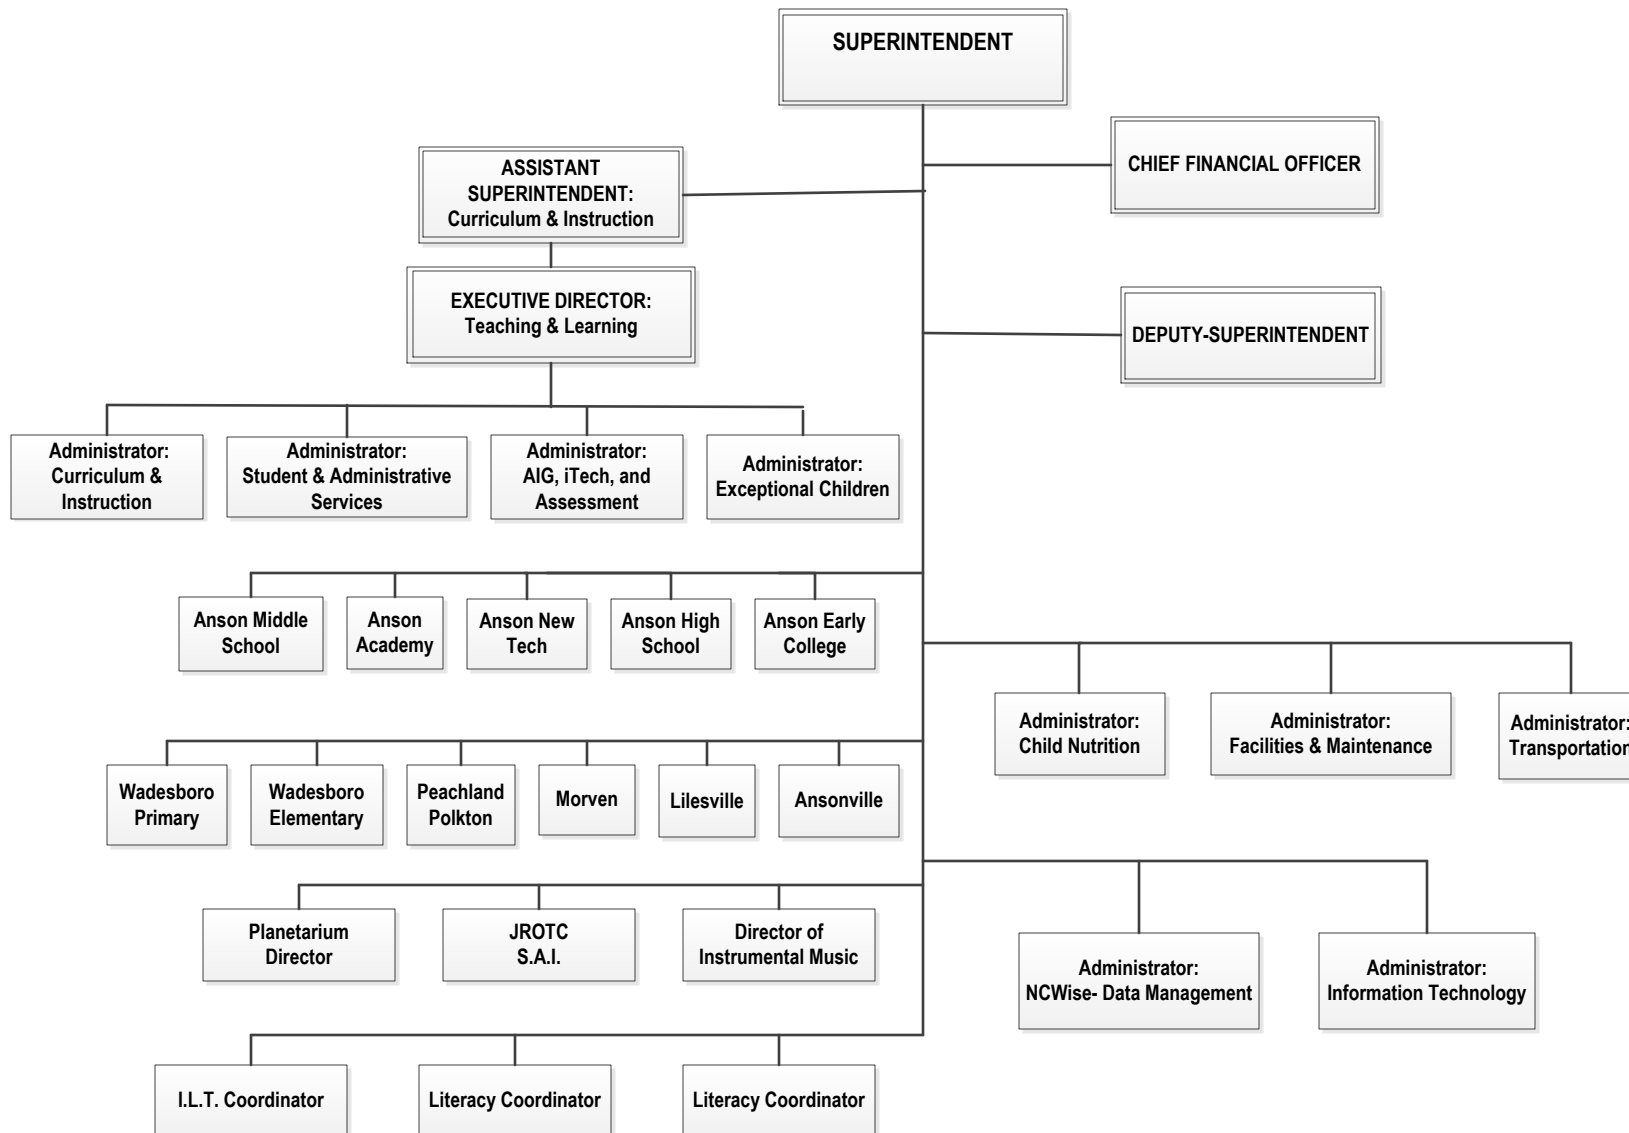 SUPERINTENDENT
CHIEF FINANCIAL OFFICER
ASSISTANT
SUPERINTENDENT:
Curriculum & Instruction
EXECUTIVE DIRECTOR:
Teaching & Learning
DEPUTY-SUPERINTENDENT
Administrator:
Curriculum &
Instruction
Administrator:
Student & Administrative
Services
Administrator:
AIG, iTech, and
Assessment
Administrator:
Exceptional Children
Anson Middle
School
Anson
Academy
Anson New
Tech
Anson High
School
Anson Early
College
Administrator:
Child Nutrition
Administrator:
Facilities & Maintenance
Administrator:
Transportation
Wadesboro
Primary
Wadesboro
Elementary
Peachland
Polkton
Morven
Lilesville
Ansonville
Planetarium
Director
JROTC
S.A.I.
Director of
Instrumental Music
Administrator:
NCWise- Data Management
Administrator:
Information Technology
I.L.T. Coordinator
Literacy Coordinator
Literacy Coordinator